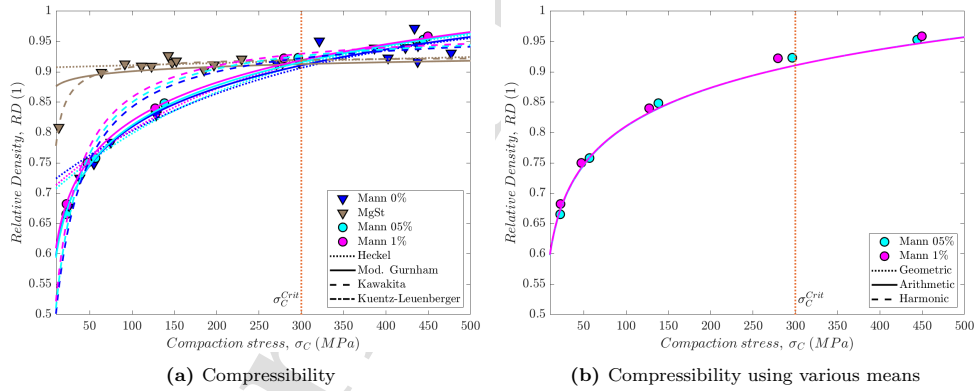 1
0.95
0.9
0.85
0.8
0.75
0.7
0.65
0.6
0.55
0.5
Relative Density, RD (1)
50 100 150 200 250 300 350 400 450 500
Compaction stress, σ_C (MPa)
σ_C^Crit
Mann 0%
MgSt
Mann 05%
Mann 1%
Heckel
Mod. Gurnham
Kawakita
Kuentz-Leuenberger
(a) Compressibility
1
0.95
0.9
0.85
0.8
0.75
0.7
0.65
0.6
0.55
0.5
Relative Density, RD (1)
50 100 150 200 250 300 350 400 450 500
Compaction stress, σ_C (MPa)
σ_C^Crit
Mann 05%
Mann 1%
Geometric
Arithmetic
Harmonic
(b) Compressibility using various means